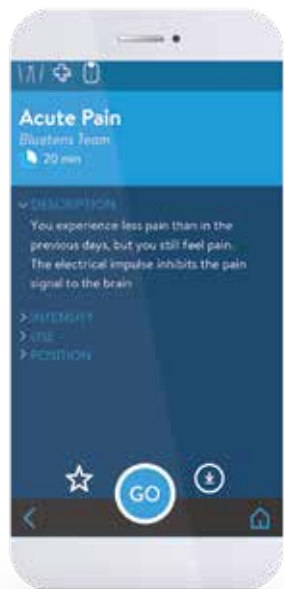 Acute Pain
Bluetens Team
20 min
DESCRIPTION
You experience less pain than in the
previous days, but you still feel pain.
The electrical impulse inhibits the pain
signal to the brain
INTENSITY
USE
POSITION
GO